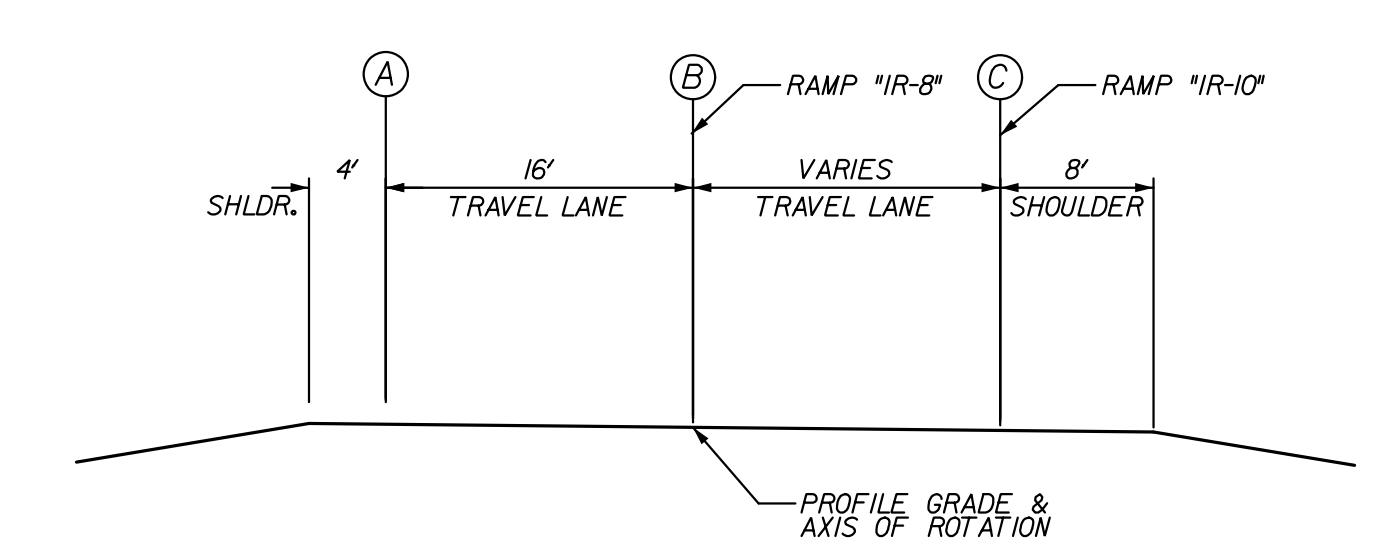 A
B
C
RAMP "IR-8"
RAMP "IR-10"
4'
16'
VARIES
8'
SHLDR.
TRAVEL LANE
TRAVEL LANE
SHOULDER
PROFILE GRADE &
AXIS OF ROTATION